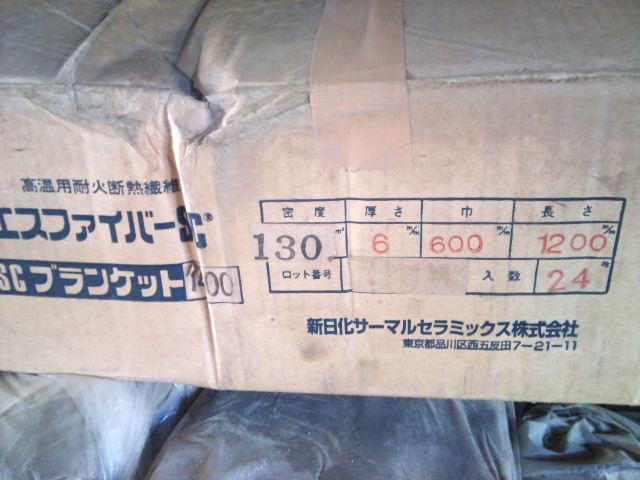 高温用耐火断熱繊維
エスファイバーSC®
SCブランケット1400
密度 厚さ 巾 長さ
130 6 m/m 600 m/m 1200 m/m
ロット番号 入数 24
新日化サーマルセラミックス株式会社
東京都品川区西五反田7-21-11